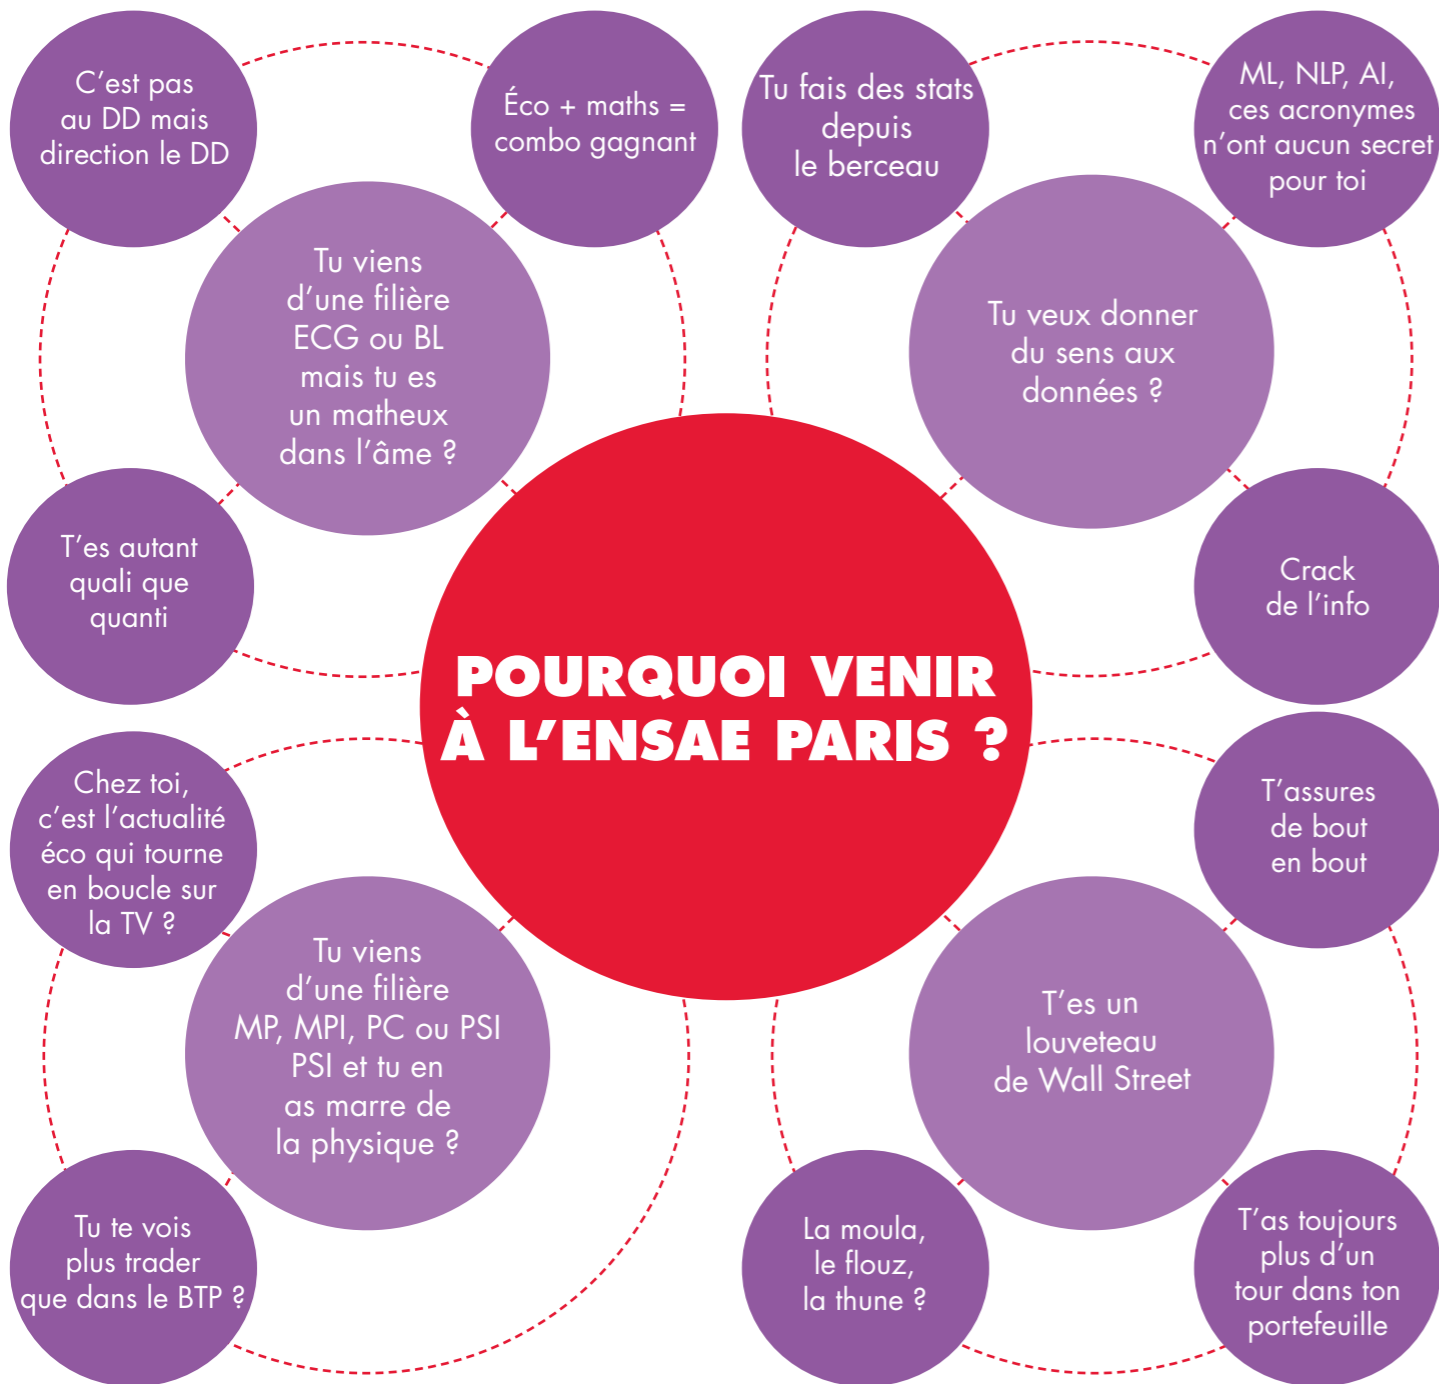 C’est pas
au DD mais
direction le DD
Éco + maths =
combo gagnant
Tu viens
d’une filière
ECG ou BL
mais tu es
un matheux
dans l’âme ?
T’es autant
quali que
quanti
Tu fais des stats
depuis
le berceau
ML, NLP, AI,
ces acronymes
n’ont aucun secret
pour toi
Tu veux donner
du sens aux
données ?
Crack
de l’info
POURQUOI VENIR
À L’ENSAE PARIS ?
Chez toi,
c’est l’actualité
éco qui tourne
en boucle sur
la TV ?
Tu viens
d’une filière
MP, MPI, PC ou PSI
PSI et tu en
as marre de
la physique ?
Tu te vois
plus trader
que dans le BTP ?
T’assures
de bout
en bout
T’es un
louveteau
de Wall Street
La moula,
le flouz,
la thune ?
T’as toujours
plus d’un
tour dans ton
portefeuille